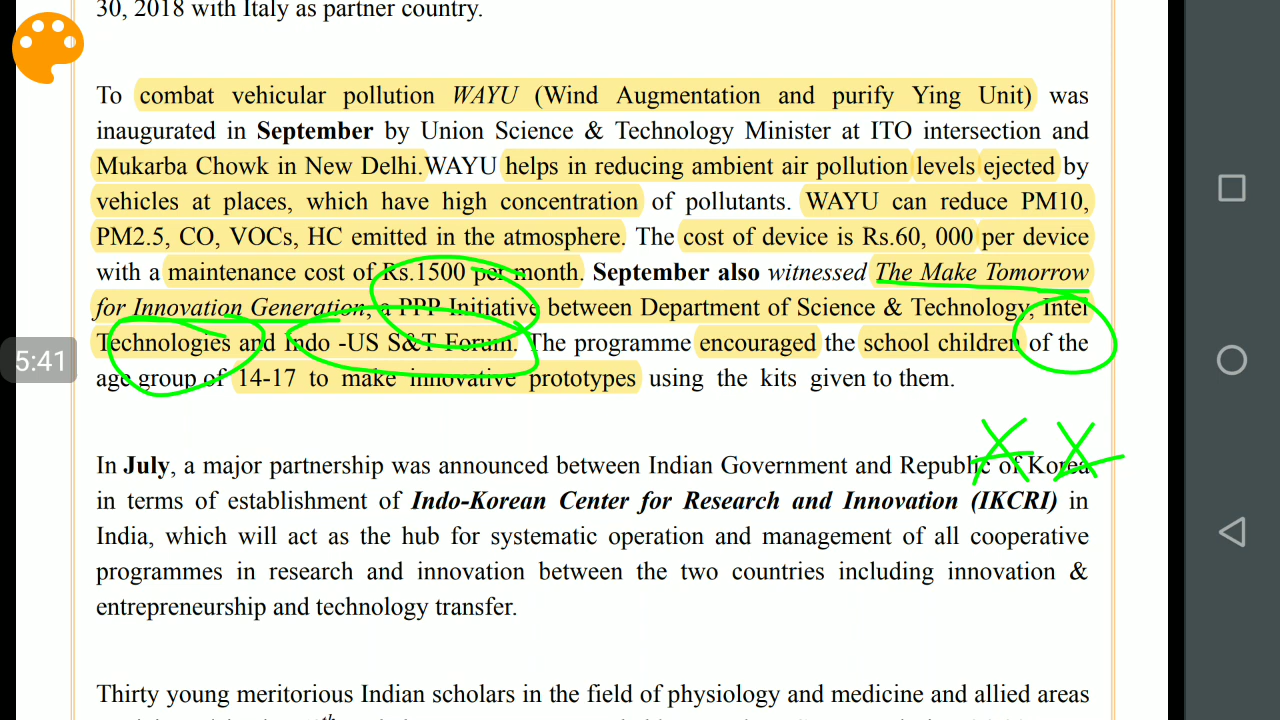 30, 2018 with Italy as partner country.
To combat vehicular pollution WAYU (Wind Augmentation and purify Ying Unit) was
inaugurated in September by Union Science & Technology Minister at ITO intersection and
Mukarba Chowk in New Delhi.WAYU helps in reducing ambient air pollution levels ejected by
vehicles at places, which have high concentration of pollutants. WAYU can reduce PM10,
PM2.5, CO, VOCs, HC emitted in the atmosphere. The cost of device is Rs.60, 000 per device
with a maintenance cost of Rs.1500 per month. September also witnessed The Make Tomorrow
for Innovation Generation, a PPP Initiative between Department of Science & Technology, Intel
Technologies and Indo -US S&T Forum. The programme encouraged the school children of the
5:41
age group of 14-17 to make innovative prototypes using the kits given to them.
In July, a major partnership was announced between Indian Government and Republic of Korea
in terms of establishment of Indo-Korean Center for Research and Innovation (IKCRI) in
India, which will act as the hub for systematic operation and management of all cooperative
programmes in research and innovation between the two countries including innovation &
entrepreneurship and technology transfer.
Thirty young meritorious Indian scholars in the field of physiology and medicine and allied areas